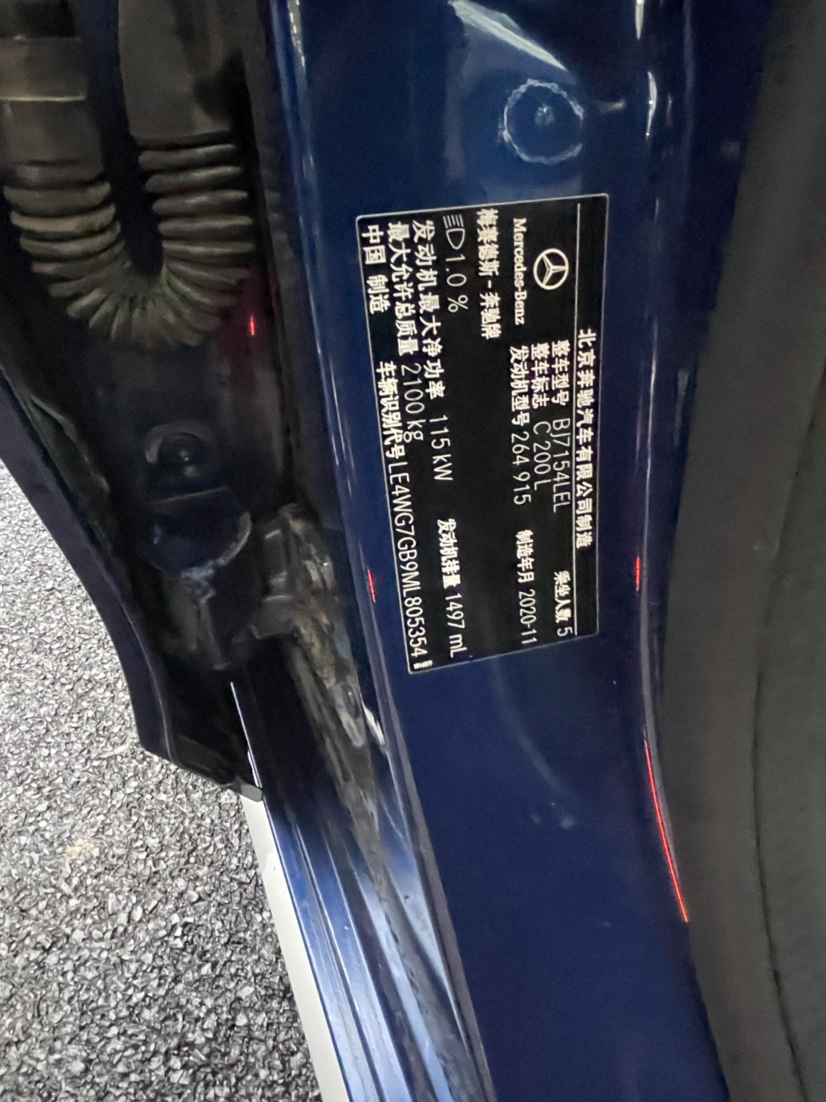 北京奔驰汽车有限公司制造
Mercedes-Benz
梅赛德斯-奔驰牌
整车型号 BJ7154LEL 乘坐人数 5
整车标志 C 200 L
发动机型号 264 915 制造年月 2020-11
1.0 %
发动机最大净功率 115 kW 发动机排量 1497 mL
最大允许总质量 2100 kg
中国 制造 车辆识别代号 LE4WG7GB9ML805354